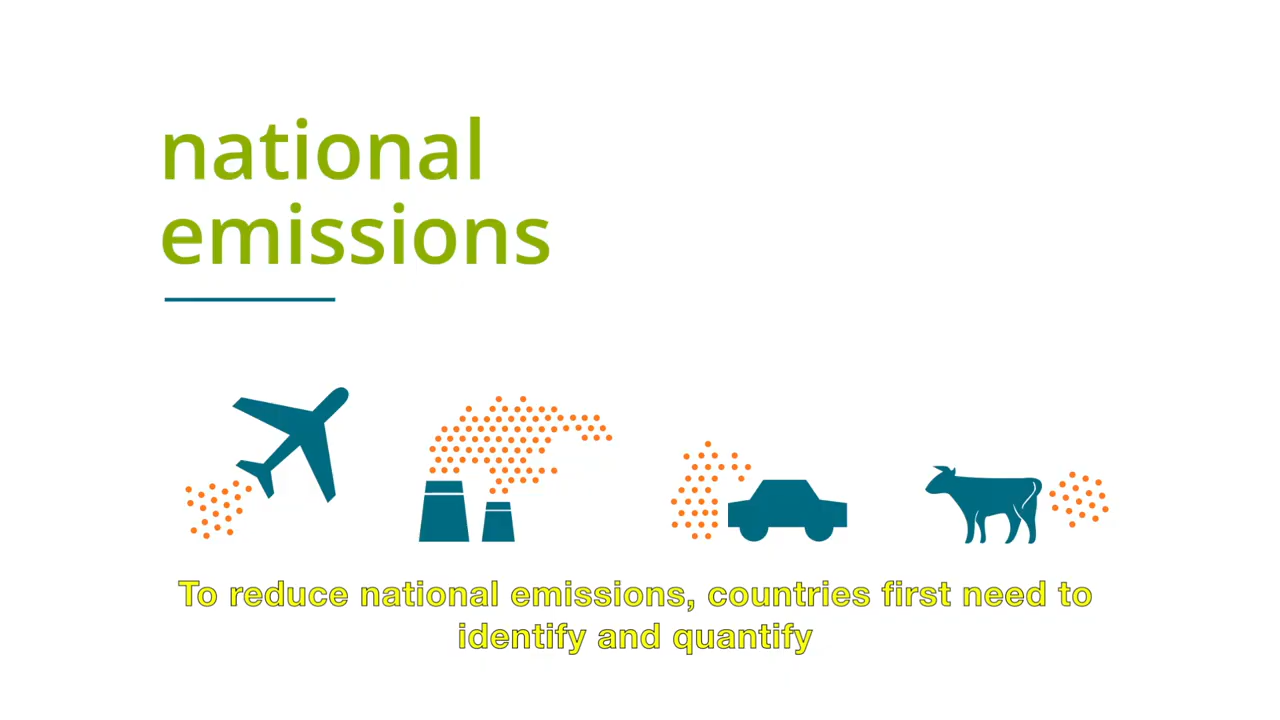 national
emissions
To reduce national emissions, countries first need to
identify and quantify